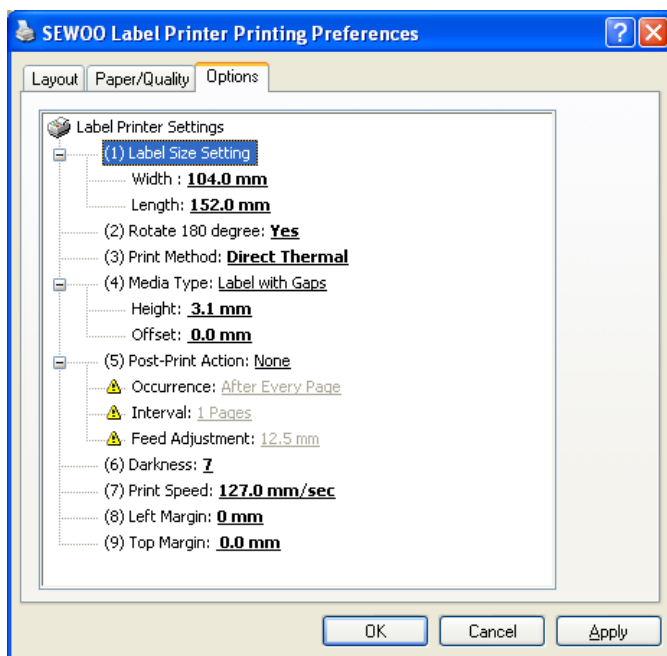 SEWOO Label Printer Printing Preferences
Layout Paper/Quality Options
Label Printer Settings
(1) Label Size Setting
Width : 104.0 mm
Length: 152.0 mm
(2) Rotate 180 degree: Yes
(3) Print Method: Direct Thermal
(4) Media Type: Label with Gaps
Height: 3.1 mm
Offset: 0.0 mm
(5) Post-Print Action: None
Occurrence: After Every Page
Interval: 1 Pages
Feed Adjustment: 12.5 mm
(6) Darkness: 7
(7) Print Speed: 127.0 mm/sec
(8) Left Margin: 0 mm
(9) Top Margin: 0.0 mm
OK Cancel Apply